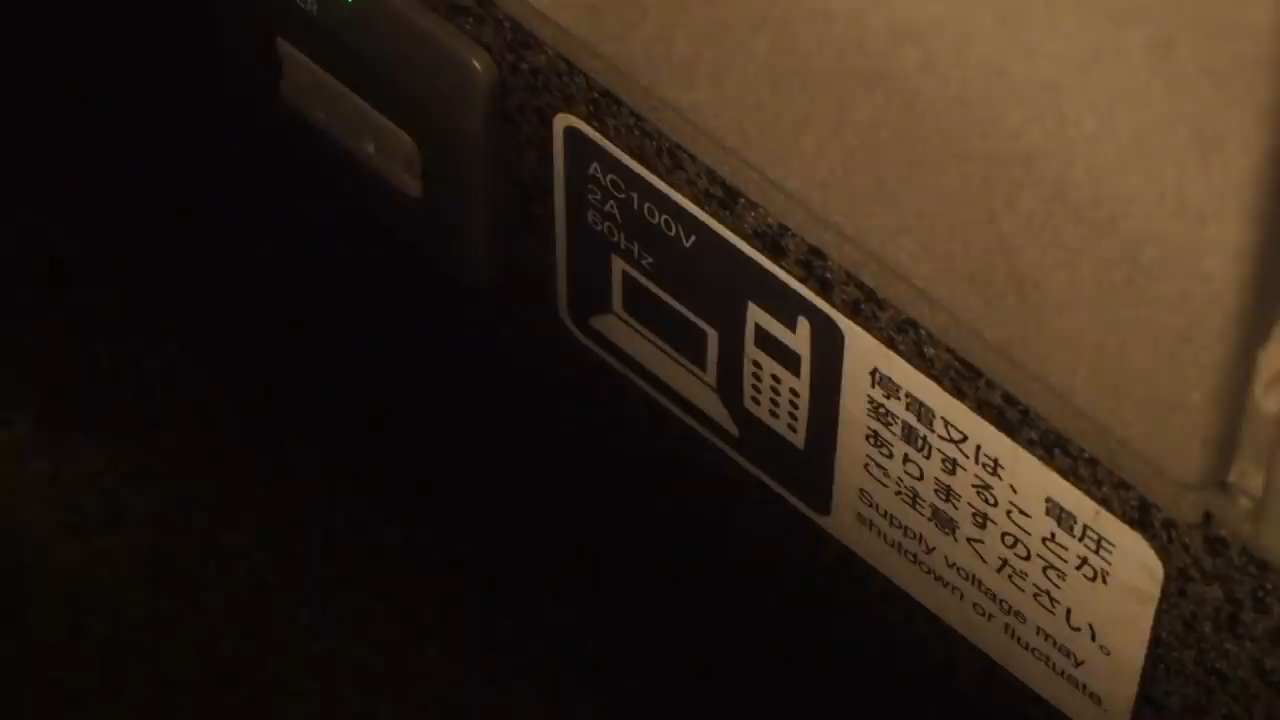 AC100V
2A
60Hz
停電又は、電圧
変動することが
ありますので
ご注意ください。
Supply voltage may
shutdown or fluctuate.